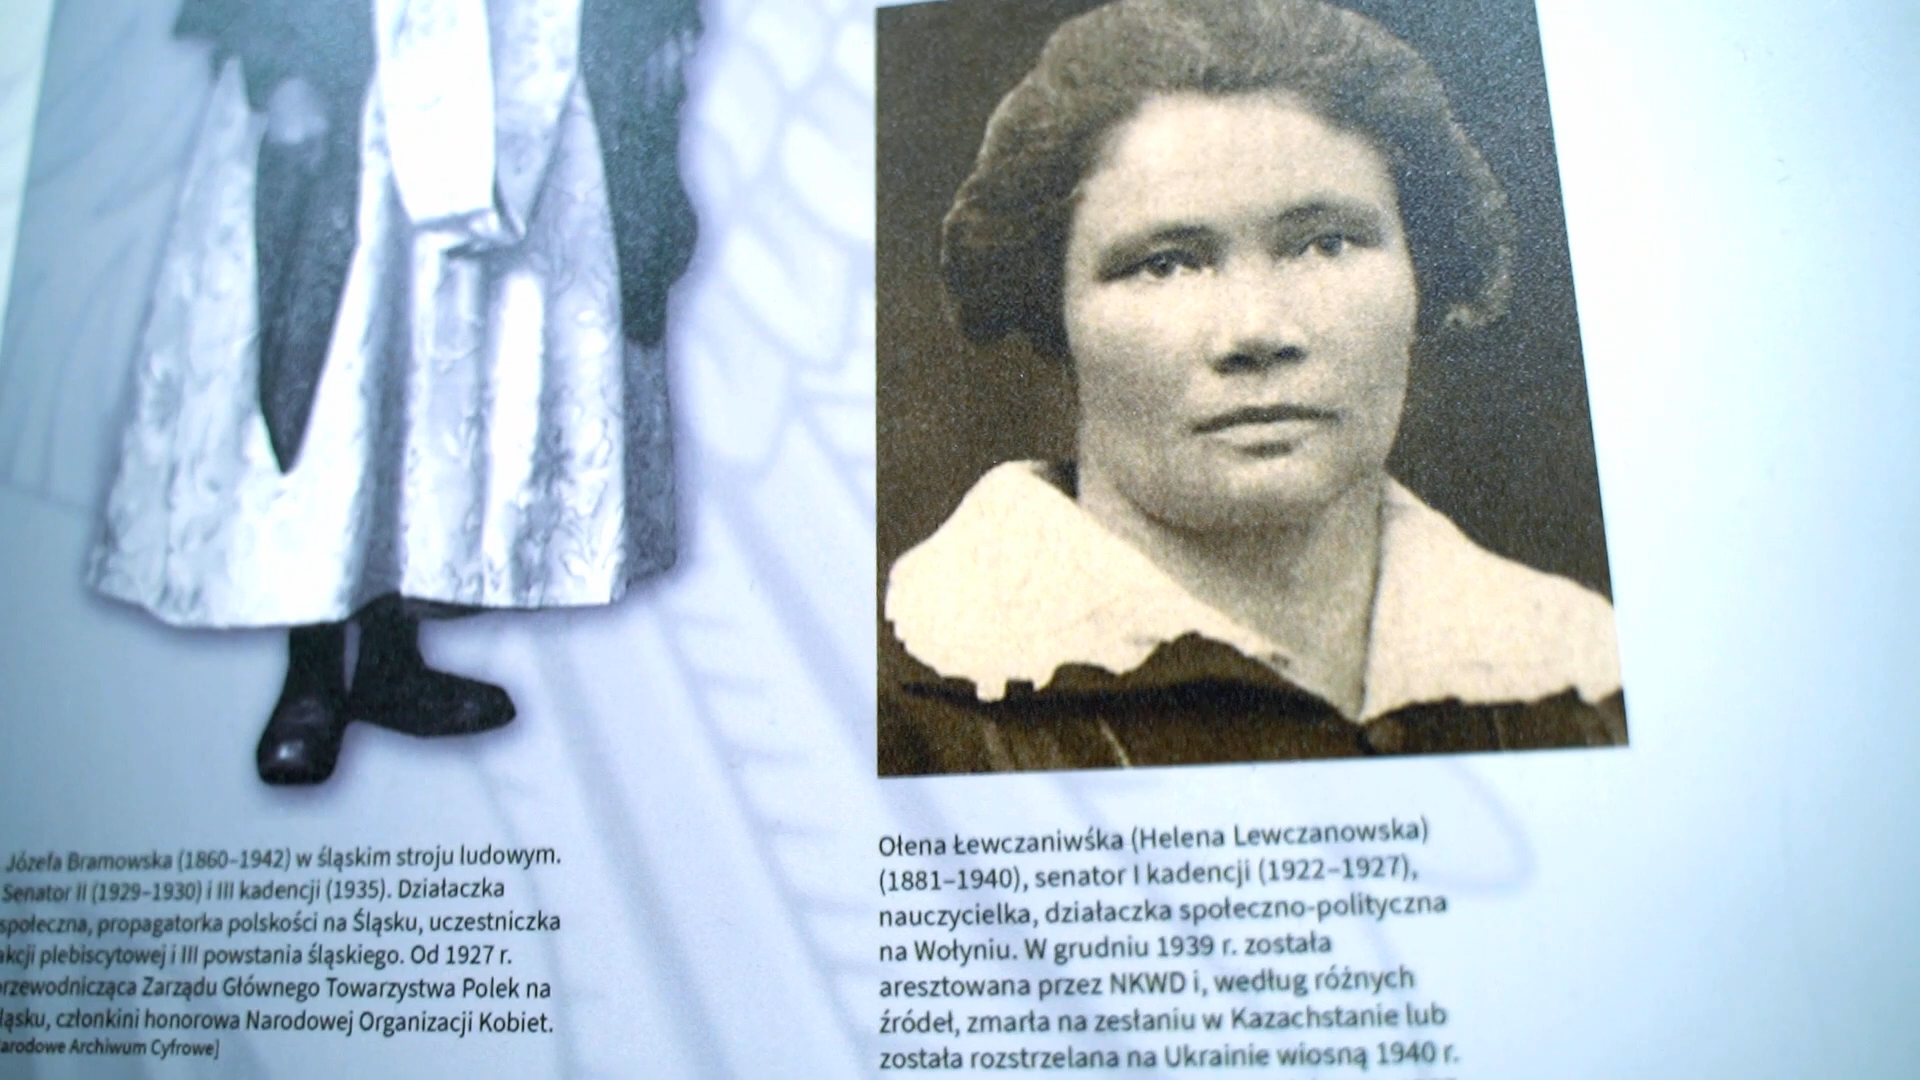 Józefa Bramowska (1860–1942) w śląskim stroju ludowym.
Senator II (1929–1930) i III kadencji (1935). Działaczka
społeczna, propagatorka polskości na Śląsku, uczestniczka
akcji plebiscytowej i III powstania śląskiego. Od 1927 r.
przewodnicząca Zarządu Głównego Towarzystwa Polek na
ląsku, członkini honorowa Narodowej Organizacji Kobiet.
arodowe Archiwum Cyfrowe]
Ołena Łewczaniwśka (Helena Lewczanowska)
(1881–1940), senator I kadencji (1922–1927),
nauczycielka, działaczka społeczno-polityczna
na Wołyniu. W grudniu 1939 r. została
aresztowana przez NKWD i, według różnych
źródeł, zmarła na zesłaniu w Kazachstanie lub
została rozstrzelana na Ukrainie wiosną 1940 r.